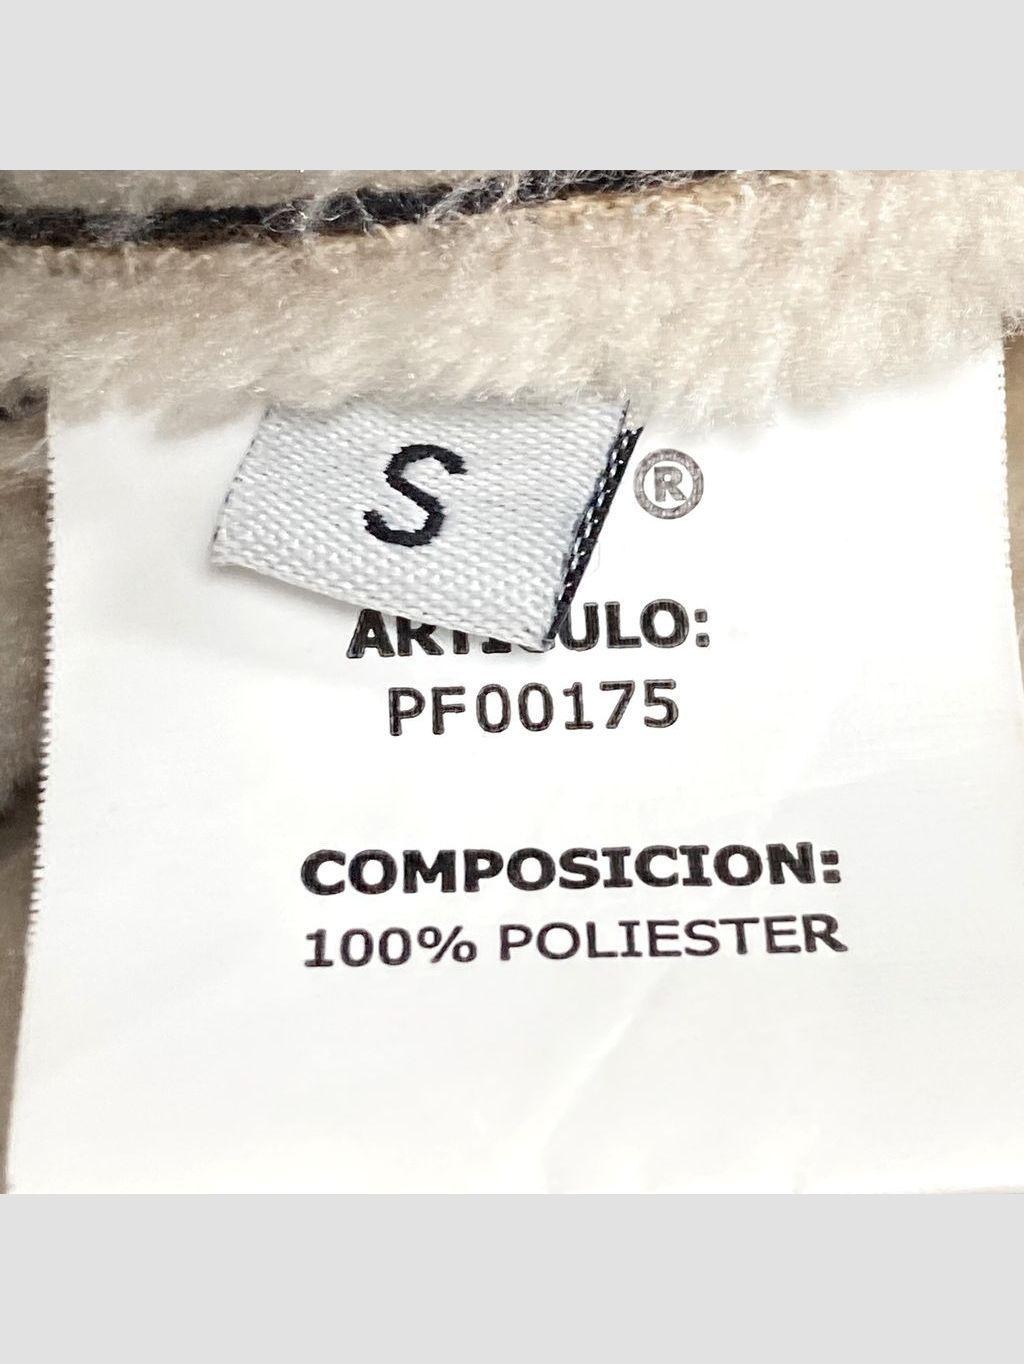 S
®
ARTICULO:
PF00175
COMPOSICION:
100% POLIESTER